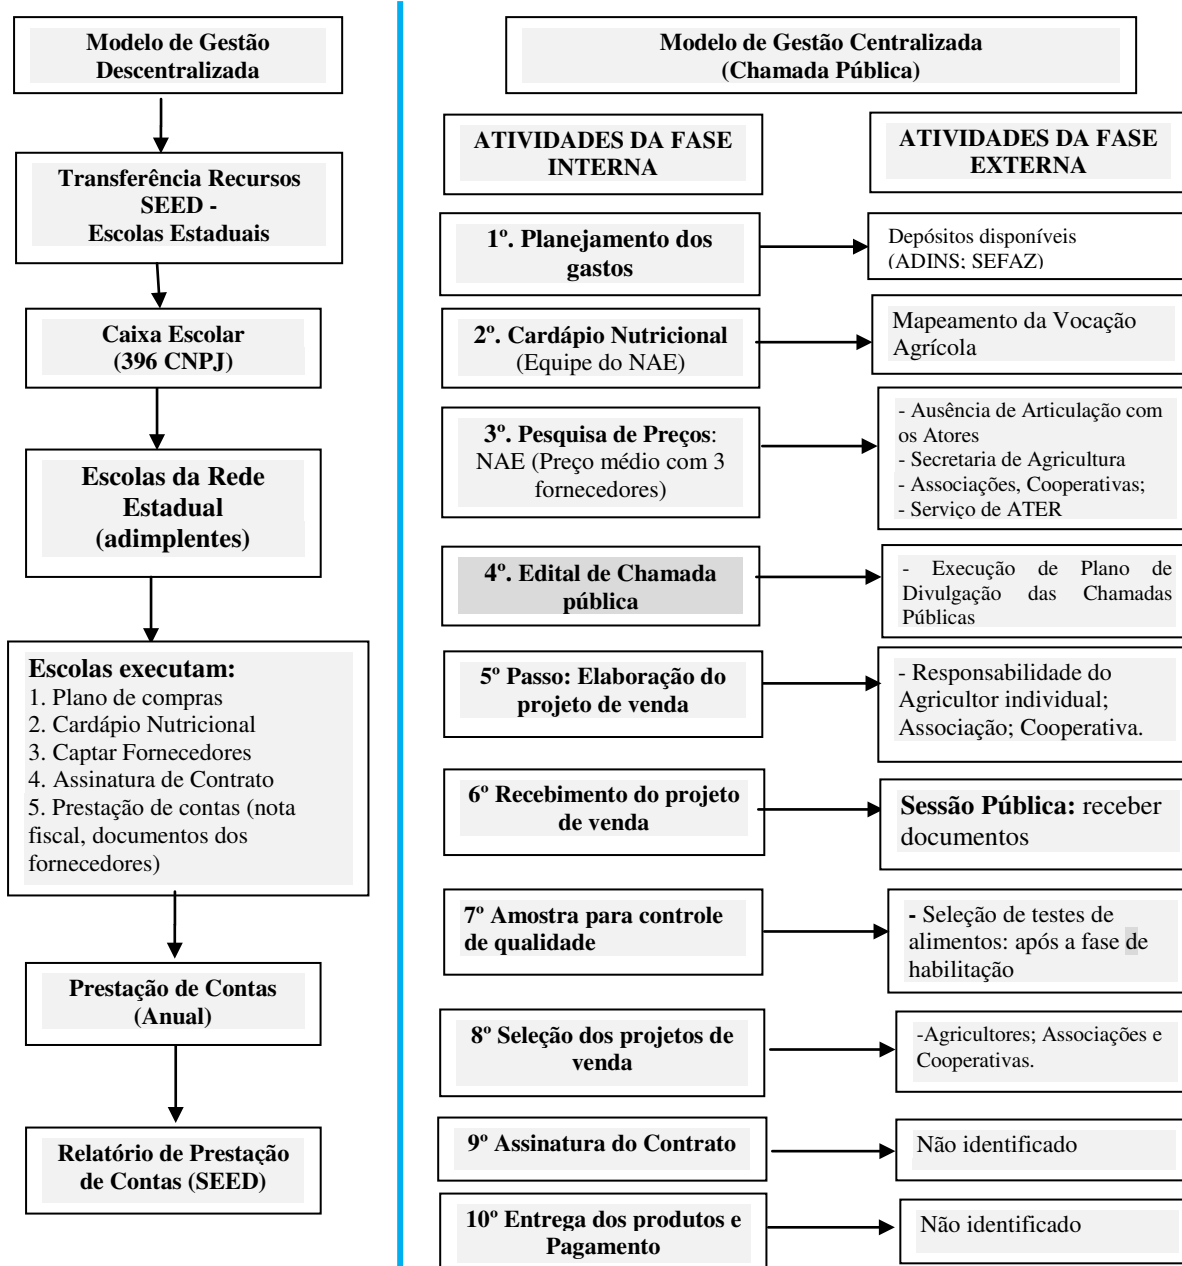 Modelo de Gestão
Descentralizada
Transferência Recursos
SEED -
Escolas Estaduais
Caixa Escolar
(396 CNPJ)
Escolas da Rede
Estadual
(adimplentes)
Escolas executam:
1. Plano de compras
2. Cardápio Nutricional
3. Captar Fornecedores
4. Assinatura de Contrato
5. Prestação de contas (nota
fiscal, documentos dos
fornecedores)
Prestação de Contas
(Anual)
Relatório de Prestação
de Contas (SEED)
Modelo de Gestão Centralizada
(Chamada Pública)
ATIVIDADES DA FASE
INTERNA
ATIVIDADES DA FASE
EXTERNA
1º. Planejamento dos
gastos
Depósitos disponíveis
(ADINS; SEFAZ)
2º. Cardápio Nutricional
(Equipe do NAE)
Mapeamento da Vocação
Agrícola
3º. Pesquisa de Preços:
NAE (Preço médio com 3
fornecedores)
- Ausência de Articulação com
os Atores
- Secretaria de Agricultura
- Associações, Cooperativas;
- Serviço de ATER
4º. Edital de Chamada
pública
- Execução de Plano de
Divulgação das Chamadas
Públicas
5º Passo: Elaboração do
projeto de venda
- Responsabilidade do
Agricultor individual;
Associação; Cooperativa.
6º Recebimento do projeto
de venda
Sessão Pública: receber
documentos
7º Amostra para controle
de qualidade
- Seleção de testes de
alimentos: após a fase de
habilitação
8º Seleção dos projetos de
venda
-Agricultores; Associações e
Cooperativas.
9º Assinatura do Contrato
Não identificado
10º Entrega dos produtos e
Pagamento
Não identificado